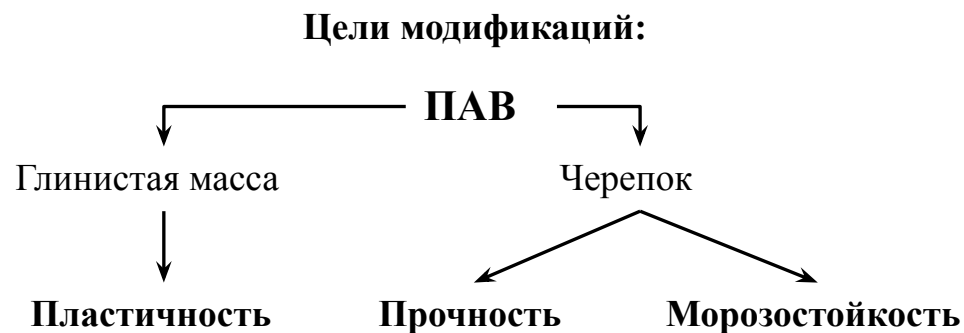 Цели модификаций:
ПАВ
Глинистая масса Черепок
Пластичность Прочность Морозостойкость